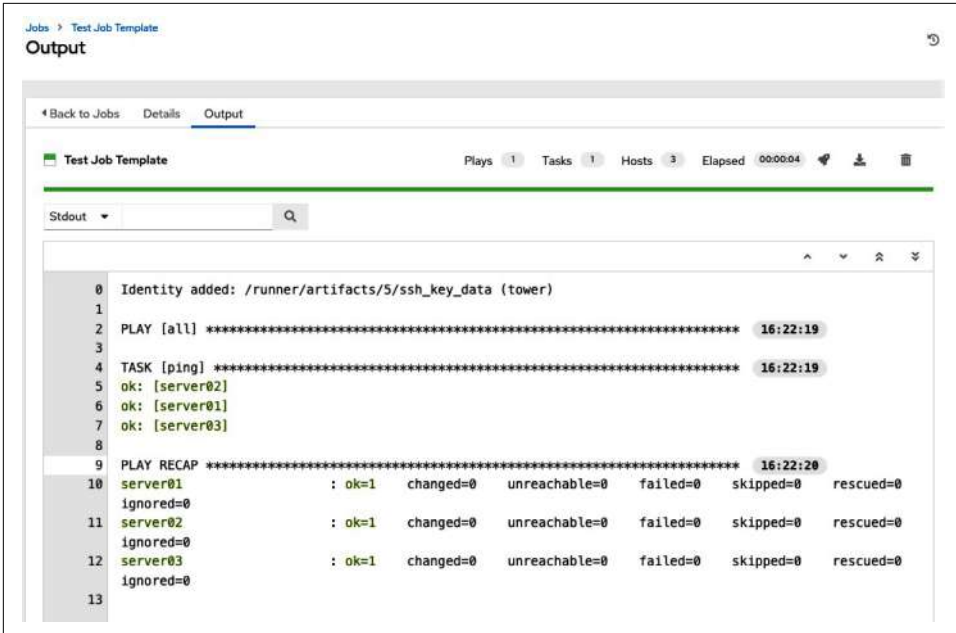 Jobs > Test Job Template
Output
Back to Jobs Details Output
Test Job Template Plays 1 Tasks 1 Hosts 3 Elapsed 00:00:04
Stdout
0 Identity added: /runner/artifacts/5/ssh_key_data (tower)
1
2 PLAY [all] ********************************************************************* 16:22:19
3
4 TASK [ping] ******************************************************************** 16:22:19
5 ok: [server02]
6 ok: [server01]
7 ok: [server03]
8
9 PLAY RECAP ********************************************************************* 16:22:20
10 server01 : ok=1 changed=0 unreachable=0 failed=0 skipped=0 rescued=0
ignored=0
11 server02 : ok=1 changed=0 unreachable=0 failed=0 skipped=0 rescued=0
ignored=0
12 server03 : ok=1 changed=0 unreachable=0 failed=0 skipped=0 rescued=0
ignored=0
13